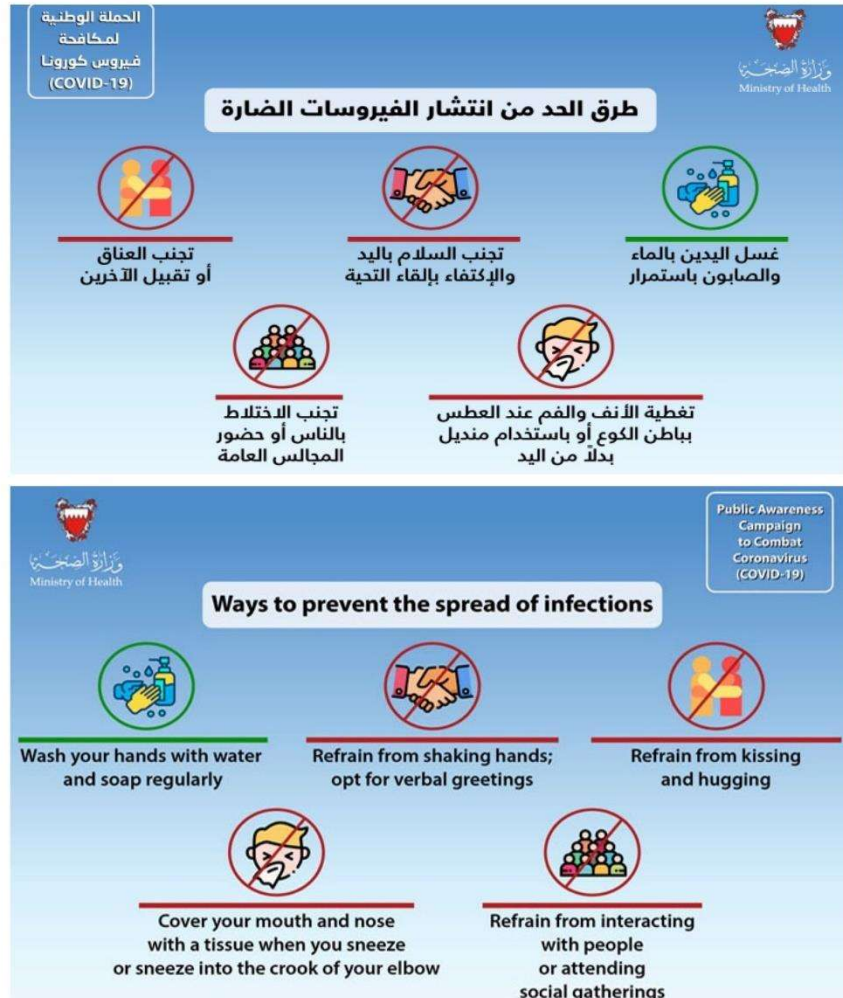 الحملة الوطنية
لمكافحة
فيروس كورونا
(COVID-19)
وزارة الصحة
Ministry of Health
طرق الحد من انتشار الفيروسات الضارة
غسل اليدين بالماء
والصابون باستمرار
تجنب السلام باليد
والإكتفاء بإلقاء التحية
تجنب العناق
أو تقبيل الآخرين
تغطية الأنف والفم عند العطس
بباطن الكوع أو باستخدام منديل
بدلاً من اليد
تجنب الاختلاط
بالناس أو حضور
المجالس العامة
وزارة الصحة
Ministry of Health
Public Awareness
Campaign
to Combat
Coronavirus
(COVID-19)
Ways to prevent the spread of infections
Wash your hands with water
and soap regularly
Refrain from shaking hands;
opt for verbal greetings
Refrain from kissing
and hugging
Cover your mouth and nose
with a tissue when you sneeze
or sneeze into the crook of your elbow
Refrain from interacting
with people
or attending
social gatherings